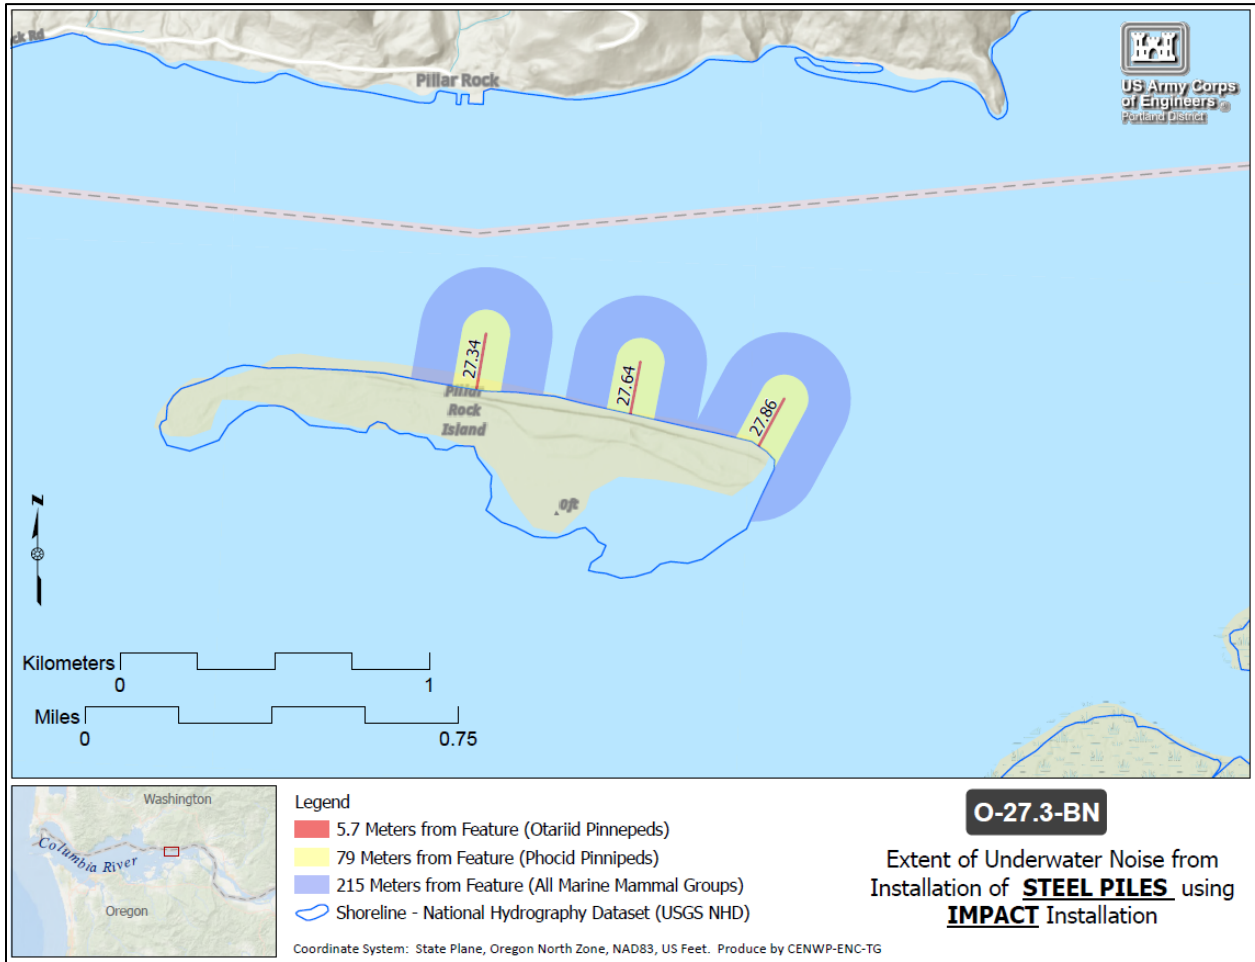 ck Rd
Pillar Rock
US Army Corps
of Engineers ®
Portland District
27.34
27.64
27.86
Pillar
Rock
Island
0ft
N
Kilometers
0
1
Miles
0
0.75
Washington
Columbia River
Oregon
Legend
5.7 Meters from Feature (Otariid Pinnepeds)
79 Meters from Feature (Phocid Pinnipeds)
215 Meters from Feature (All Marine Mammal Groups)
Shoreline - National Hydrography Dataset (USGS NHD)
Coordinate System: State Plane, Oregon North Zone, NAD83, US Feet. Produce by CENWP-ENC-TG
O-27.3-BN
Extent of Underwater Noise from
Installation of STEEL PILES using
IMPACT Installation